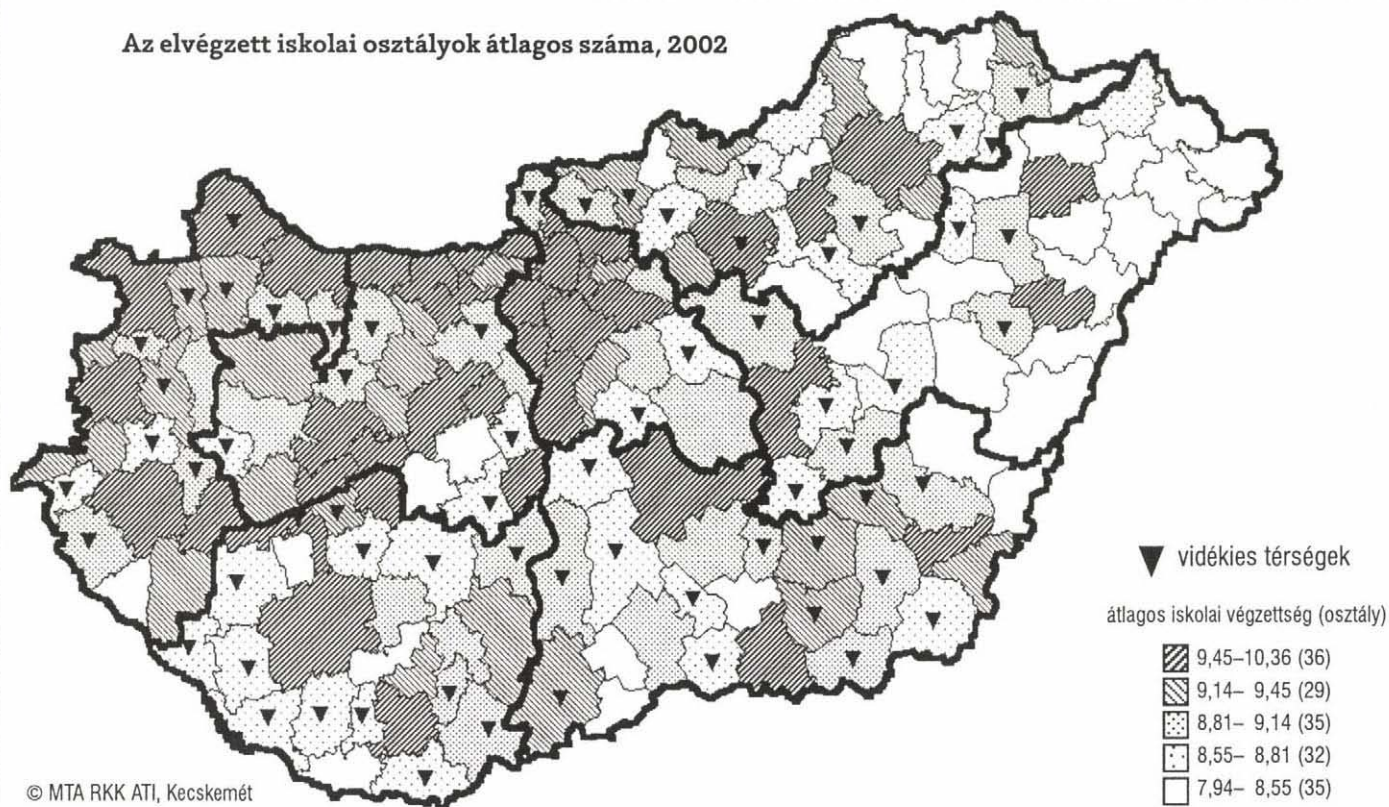 Az elvégzett iskolai osztályok átlagos száma, 2002
vidékies térségek
átlagos iskolai végzettség (osztály)
9,45–10,36 (36)
9,14– 9,45 (29)
8,81– 9,14 (35)
8,55– 8,81 (32)
7,94– 8,55 (35)
© MTA RKK ATI, Kecskemét